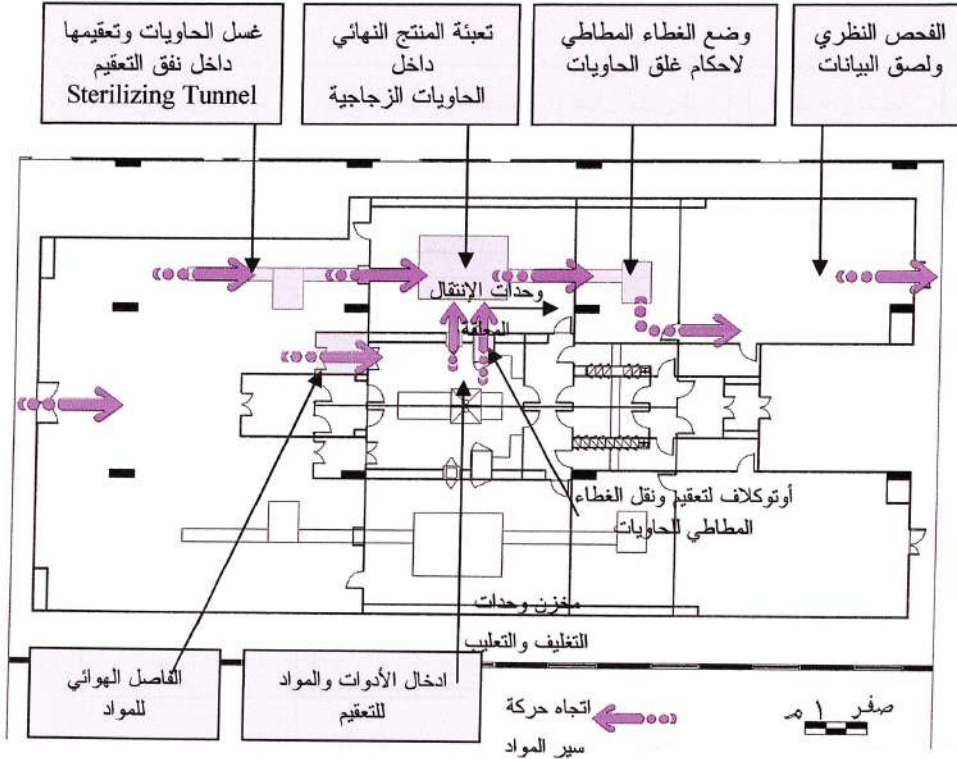 الفحص النظري
ولصق البيانات
وضع الغطاء المطاطي
لاحكام غلق الحاويات
تعبئة المنتج النهائي
داخل
الحاويات الزجاجية
غسل الحاويات وتعقيمها
داخل نفق التعقيم
Sterilizing Tunnel
وحدات الإنتقال
المعلقة
أوتوكلاف لتعقيم ونقل الغطاء
المطاطي للحاويات
مخزن وحدات
التغليف والتعليب
ادخال الأدوات والمواد
للتعقيم
الفاصل الهوائي
للمواد
اتجاه حركة
سير المواد
صفر ١ م